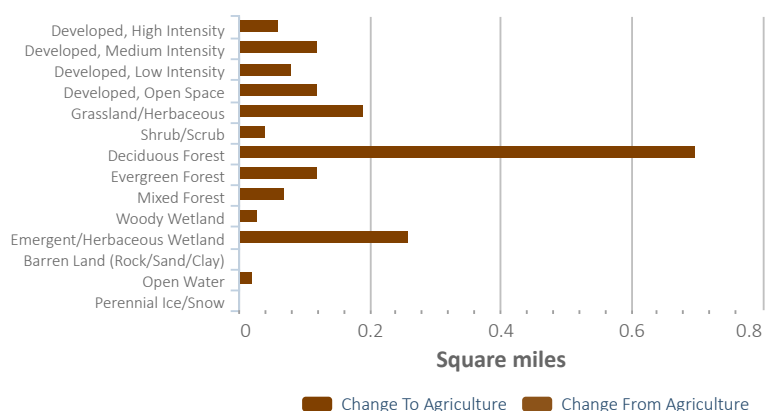 Developed, High Intensity
Developed, Medium Intensity
Developed, Low Intensity
Developed, Open Space
Grassland/Herbaceous
Shrub/Scrub
Deciduous Forest
Evergreen Forest
Mixed Forest
Woody Wetland
Emergent/Herbaceous Wetland
Barren Land (Rock/Sand/Clay)
Open Water
Perennial Ice/Snow
0 0.2 0.4 0.6 0.8
Square miles
Change To Agriculture Change From Agriculture